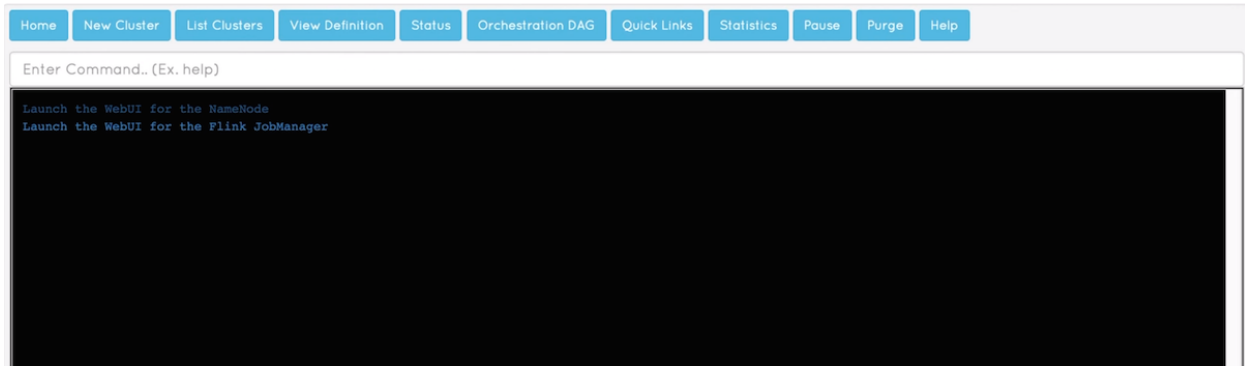 Home New Cluster List Clusters View Definition Status Orchestration DAG Quick Links Statistics Pause Purge Help
Enter Command.. (Ex. help)
Launch the WebUI for the NameNode
Launch the WebUI for the Flink JobManager